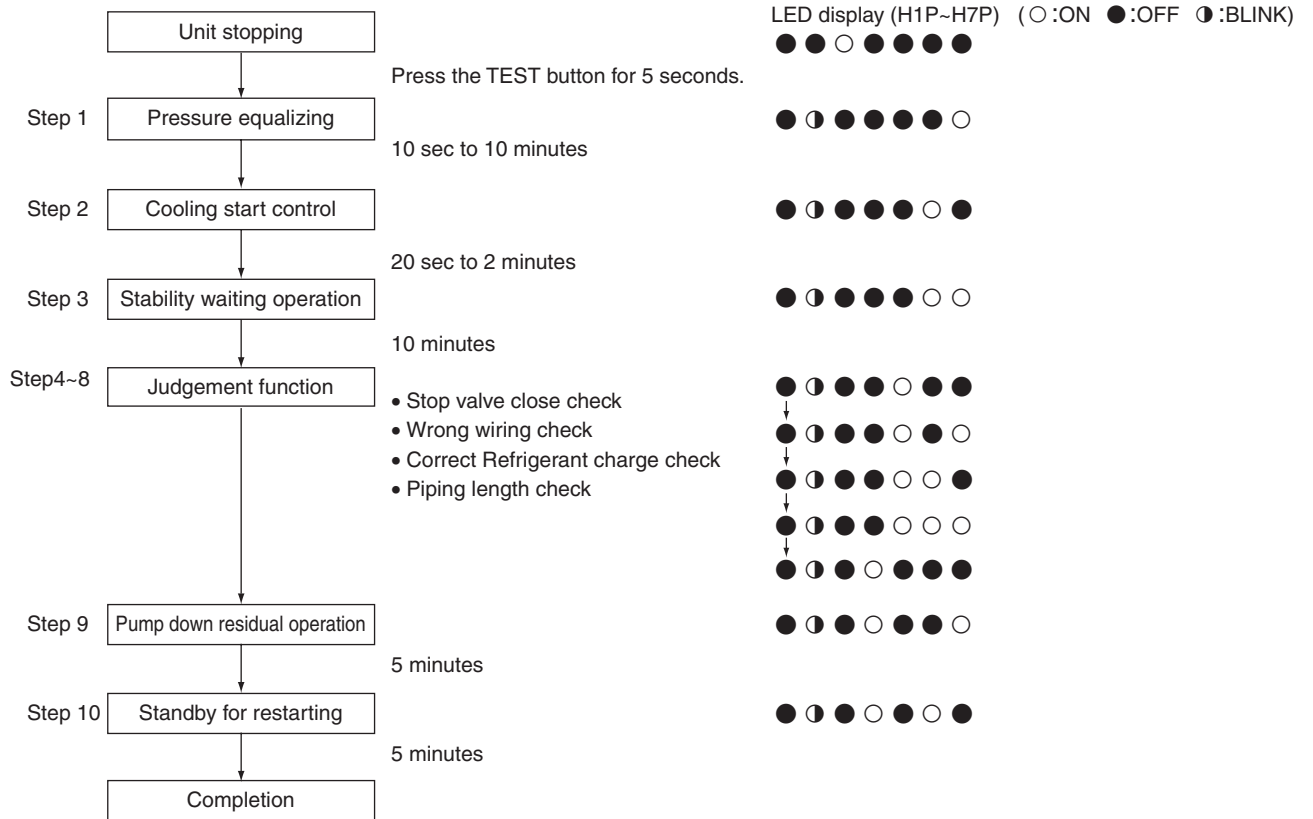 LED display (H1P~H7P) ( ○ :ON ● :OFF ◑ :BLINK)
Unit stopping
Press the TEST button for 5 seconds.
Step 1 Pressure equalizing
10 sec to 10 minutes
Step 2 Cooling start control
20 sec to 2 minutes
Step 3 Stability waiting operation
10 minutes
Step4~8 Judgement function
• Stop valve close check
• Wrong wiring check
• Correct Refrigerant charge check
• Piping length check
Step 9 Pump down residual operation
5 minutes
Step 10 Standby for restarting
5 minutes
Completion